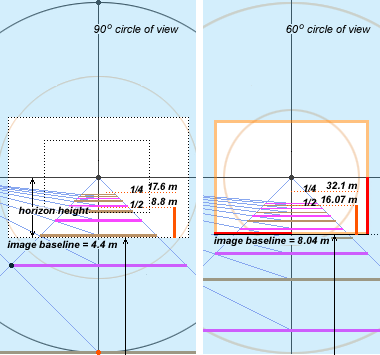 90° circle of view
1/4 17.6 m
1/2 8.8 m
horizon height
image baseline = 4.4 m
60° circle of view
1/4 32.1 m
1/2 16.07 m
image baseline = 8.04 m